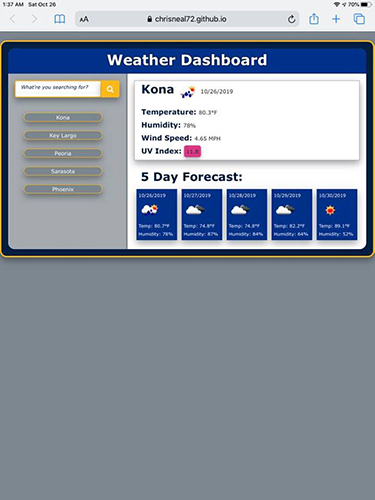 1:37 AM Sat Oct 26
70%
AA
chrisneal72.github.io
Weather Dashboard
What're you searching for?
Kona
Key Largo
Peoria
Sarasota
Phoenix
Kona 10/26/2019
Temperature: 80.3°F
Humidity: 78%
Wind Speed: 4.65 MPH
UV Index: 11.8
5 Day Forecast:
10/26/2019
Temp: 80.7°F
Humidity: 76%
10/27/2019
Temp: 74.8°F
Humidity: 87%
10/28/2019
Temp: 74.8°F
Humidity: 84%
10/29/2019
Temp: 82.2°F
Humidity: 64%
10/30/2019
Temp: 89.1°F
Humidity: 52%